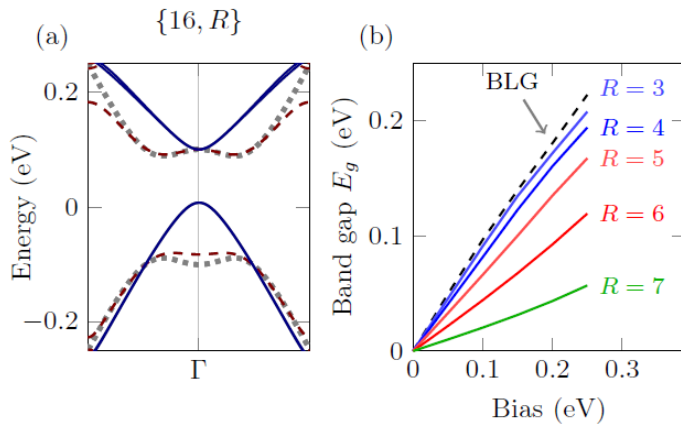 {16, R}
(a)
Energy (eV)
0.2
0
−0.2
Γ
(b)
Band gap E_g (eV)
0.2
0.1
0
0
0.1
0.2
0.3
Bias (eV)
BLG
R = 3
R = 4
R = 5
R = 6
R = 7